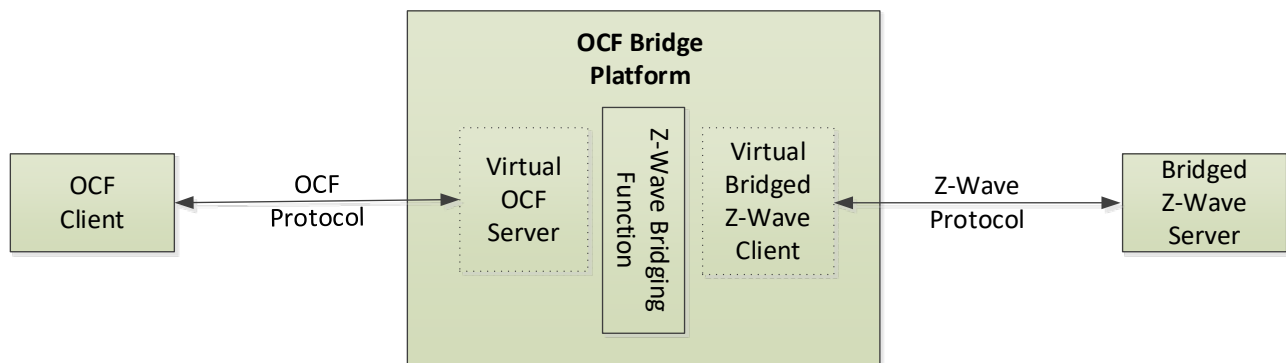 OCF Bridge
Platform
OCF
Client
OCF
Protocol
Virtual
OCF
Server
Z-Wave Bridging
Function
Virtual
Bridged
Z-Wave
Client
Z-Wave
Protocol
Bridged
Z-Wave
Server